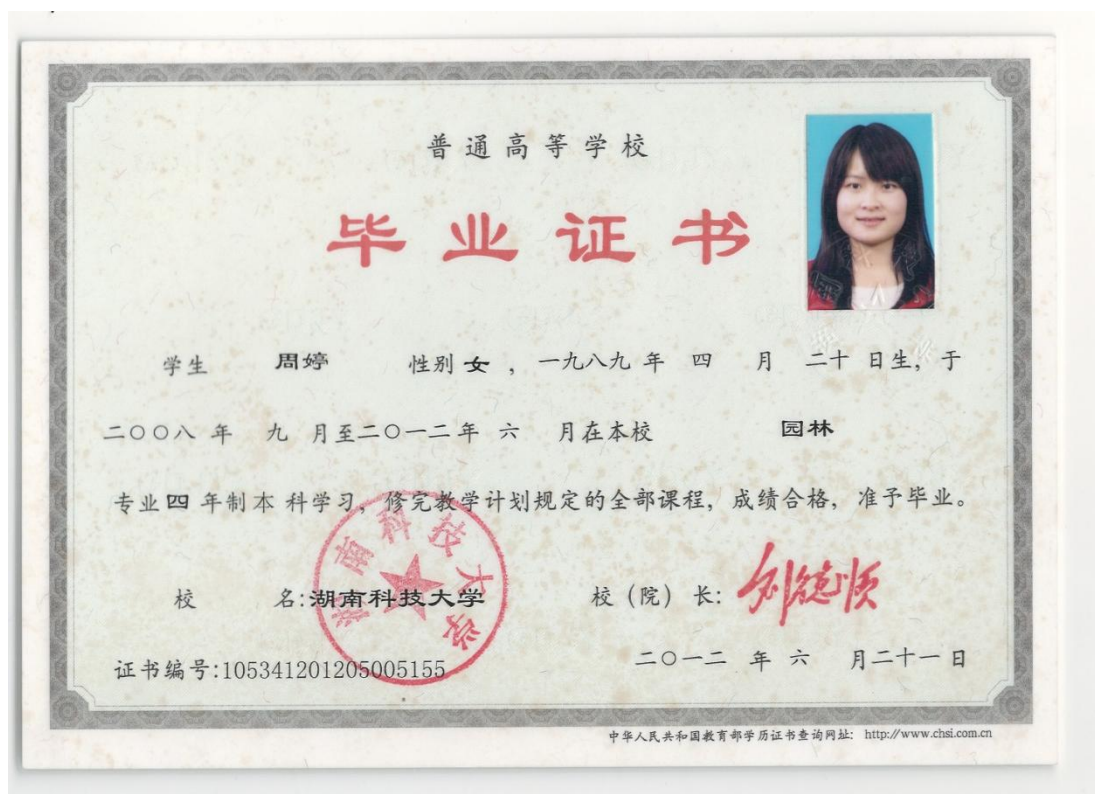 普通高等学校
毕业证书
学生 周婷 性别 女 ，一九八九 年 四 月 二十 日生，于
二〇〇八 年 九 月至二〇一二年 六 月在本校 园林
专业 四 年制 本 科学习，修完教学计划规定的全部课程，成绩合格，准予毕业。
湖南科技大学
校 名:湖南科技大学 校（院）长: 刘德顺
证书编号:105341201205005155 二〇一二 年 六 月二十一日
中华人民共和国教育部学历证书查询网址: http://www.chsi.com.cn